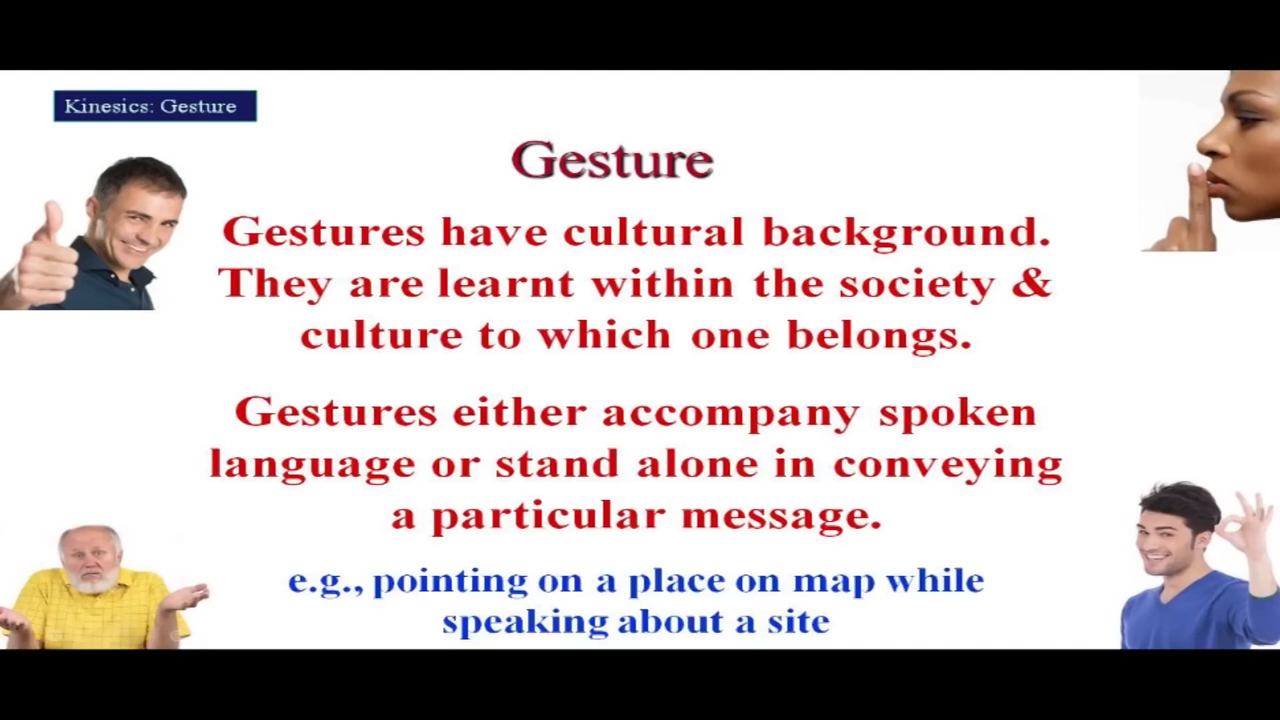 Kinesics: Gesture
Gesture
Gestures have cultural background.
They are learnt within the society &
culture to which one belongs.
Gestures either accompany spoken
language or stand alone in conveying
a particular message.
e.g., pointing on a place on map while
speaking about a site